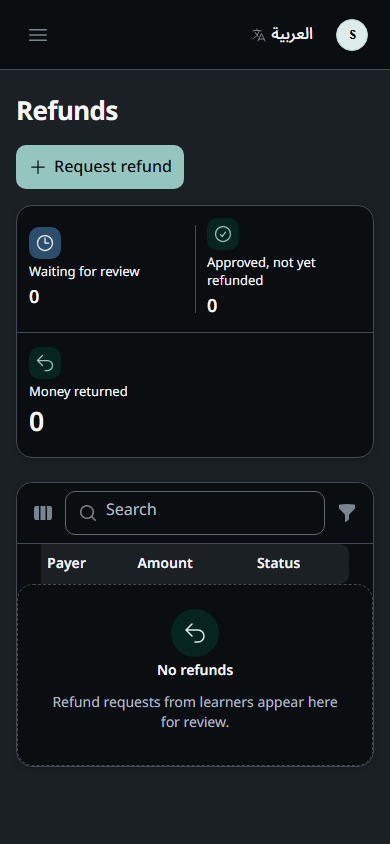 العربية
S
Refunds
Request refund
Waiting for review
0
Approved, not yet
refunded
0
Money returned
0
Search
Payer Amount Status
No refunds
Refund requests from learners appear here
for review.